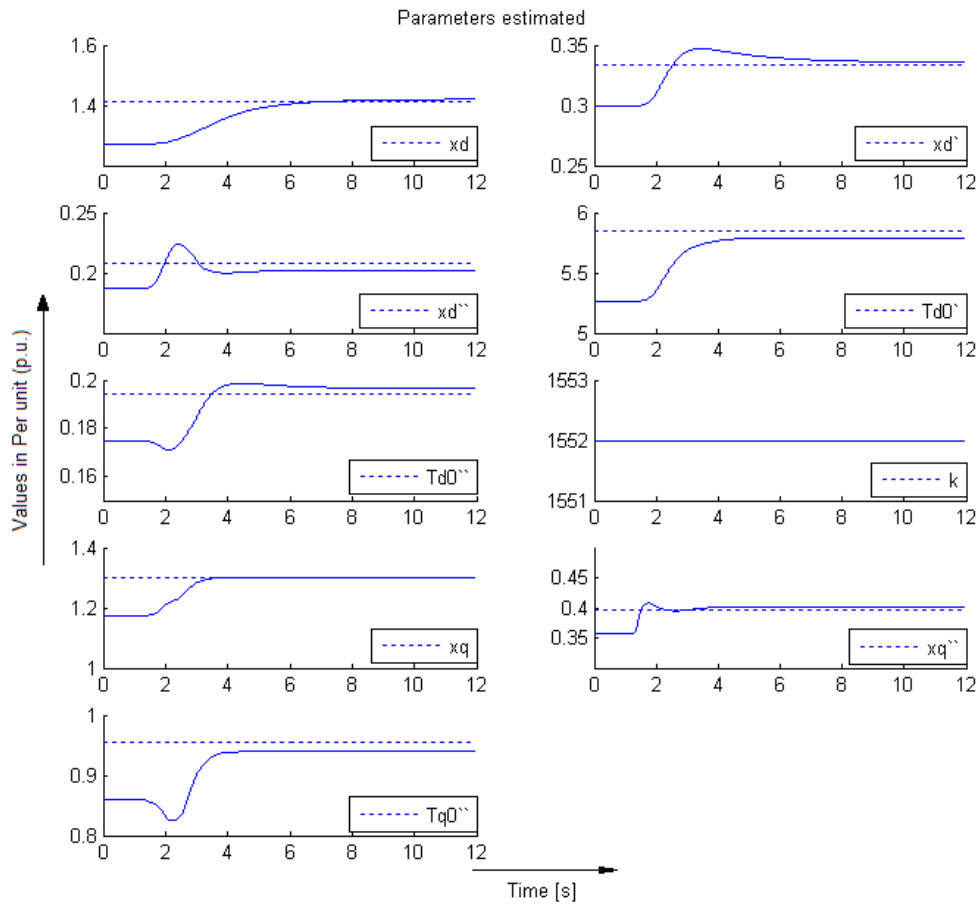 Parameters estimated
1.6
1.4
xd
0 2 4 6 8 10 12
0.35
0.3
0.25
xd`
0 2 4 6 8 10 12
0.25
0.2
xd``
0 2 4 6 8 10 12
6
5.5
5
Td0`
0 2 4 6 8 10 12
0.2
0.18
0.16
Td0``
0 2 4 6 8 10 12
1553
1552
1551
k
0 2 4 6 8 10 12
1.4
1.2
1
xq
0 2 4 6 8 10 12
0.45
0.4
0.35
xq``
0 2 4 6 8 10 12
1
0.9
0.8
Tq0``
0 2 4 6 8 10 12
Values in Per unit (p.u.)
Time [s]